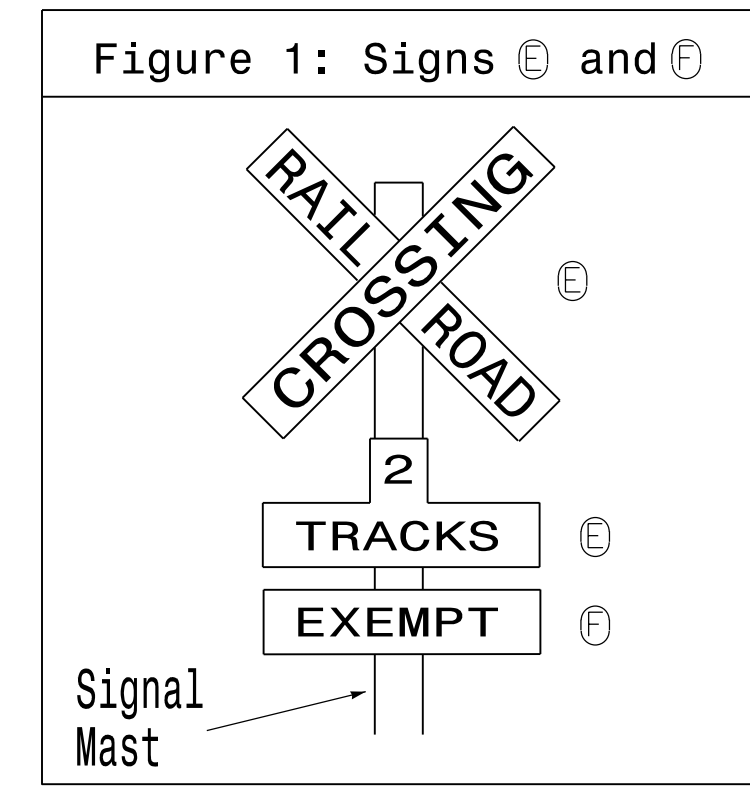 Figure 1: Signs Ⓔ and Ⓕ
RAIL ROAD
CROSSING
Ⓔ
2
TRACKS Ⓔ
EXEMPT Ⓕ
Signal
Mast